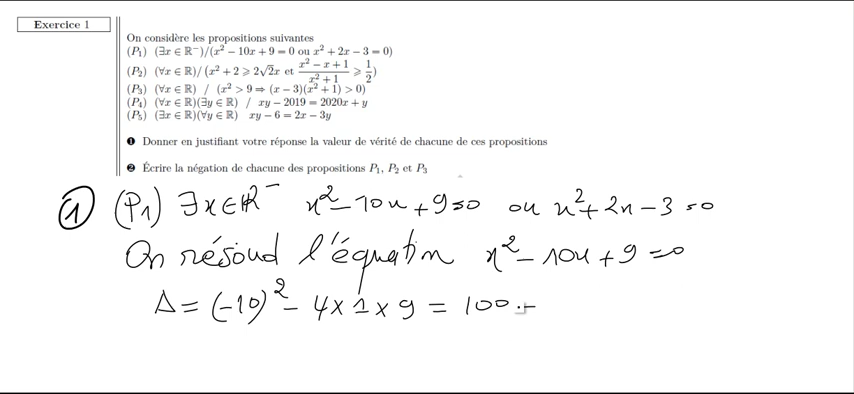 Exercice 1
On considère les propositions suivantes
(P₁) (∃x ∈ ℝ⁻)/(x² − 10x + 9 = 0 ou x² + 2x − 3 = 0)
(P₂) (∀x ∈ ℝ)/ (x² + 2 ⩾ 2√2x et (x² − x + 1)/(x² + 1) ⩾ 1/2)
(P₃) (∀x ∈ ℝ) / (x² > 9 ⇒ (x − 3)(x² + 1) > 0)
(P₄) (∀x ∈ ℝ)(∃y ∈ ℝ) / xy − 2019 = 2020x + y
(P₅) (∃x ∈ ℝ)(∀y ∈ ℝ) xy − 6 = 2x − 3y
❶ Donner en justifiant votre réponse la valeur de vérité de chacune de ces propositions
❷ Écrire la négation de chacune des propositions P₁, P₂ et P₃
① (P1) ∃x∈ℝ⁻ x² − 10x + 9 = 0 ou x² + 2x − 3 = 0
On résoud l'équation x² − 10x + 9 = 0
Δ = (−10)² − 4 × 1 × 9 = 100 −